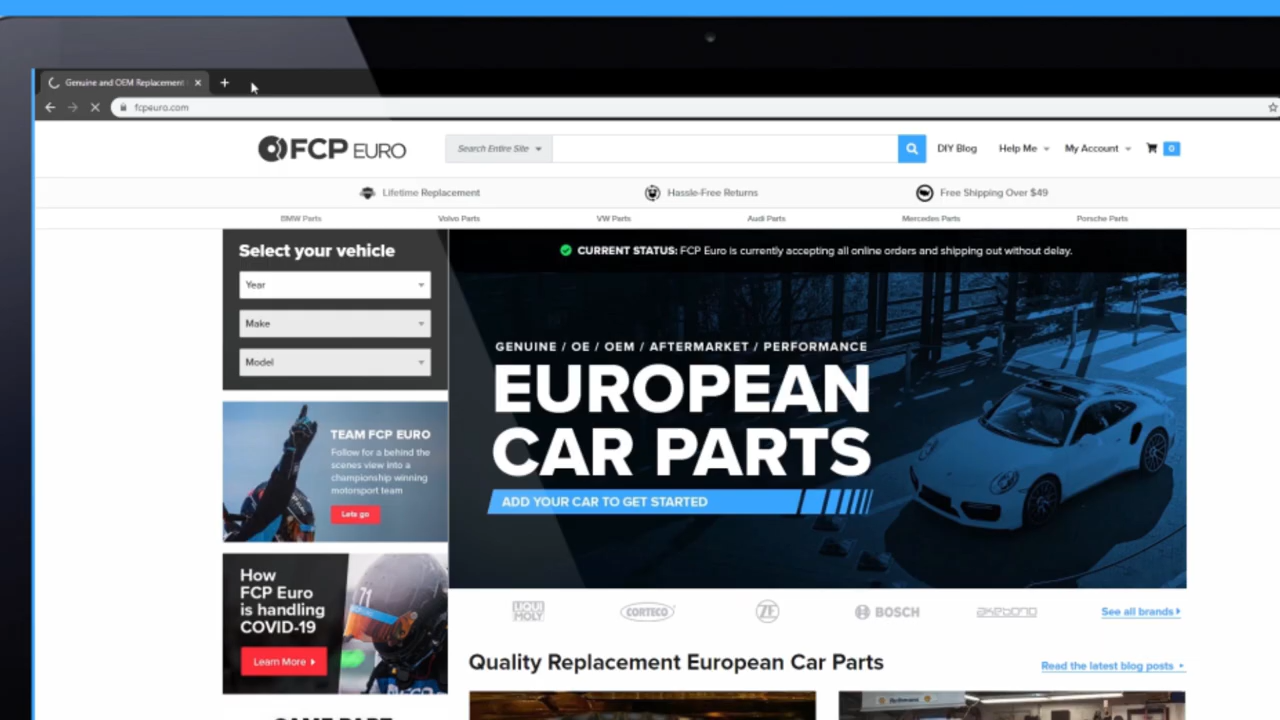 Genuine and OEM Replacement
fcpeuro.com
FCP EURO
Search Entire Site
DIY Blog
Help Me
My Account
0
Lifetime Replacement
Hassle-Free Returns
Free Shipping Over $49
BMW Parts
Volvo Parts
VW Parts
Audi Parts
Mercedes Parts
Porsche Parts
Select your vehicle
Year
Make
Model
CURRENT STATUS: FCP Euro is currently accepting all online orders and shipping out without delay.
GENUINE / OE / OEM / AFTERMARKET / PERFORMANCE
EUROPEAN
CAR PARTS
ADD YOUR CAR TO GET STARTED
TEAM FCP EURO
Follow for a behind the
scenes view into a
championship winning
motorsport team
Lets go
How
FCP Euro
is handling
COVID-19
Learn More
71
LIQUI
MOLY
CORTECO
ZF
BOSCH
akebono
See all brands
Quality Replacement European Car Parts
Read the latest blog posts